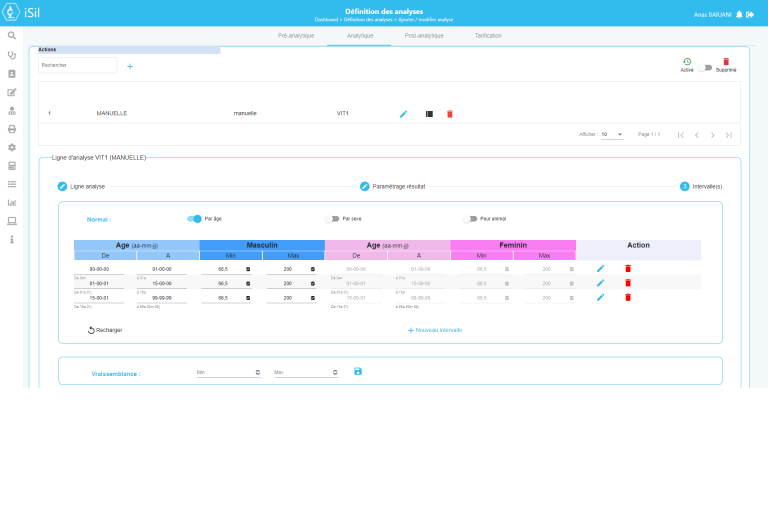 iSil
Définition des analyses
Dashboard > Définition des analyses > Ajouter / modifier analyse
Anas BARJANI
Pré-analytique Analytique Post-analytique Tarification
Actions
Rechercher
Activé Supprimé
1 MANUELLE manuelle VIT1
Afficher : 10 Page 1 / 1
Ligne d'analyse VIT1 (MANUELLE)
Ligne analyse Paramétrage résultat 3 Intervalle(s)
Normal : Par âge Par sexe Pour animal
Age (aa-mm-jj) Masculin Age (aa-mm-jj) Feminin Action
De A Min Max De A Min Max
00-00-00 01-00-00 66,5 200 00-00-00 01-00-00 66,5 200
01-00-01 15-00-00 66,5 200 01-00-01 15-00-00 66,5 200
15-00-01 99-99-99 66,5 200 15-00-01 99-99-99 66,5 200
Recharger Nouveau intervalle
Vraissemblance : Min Max